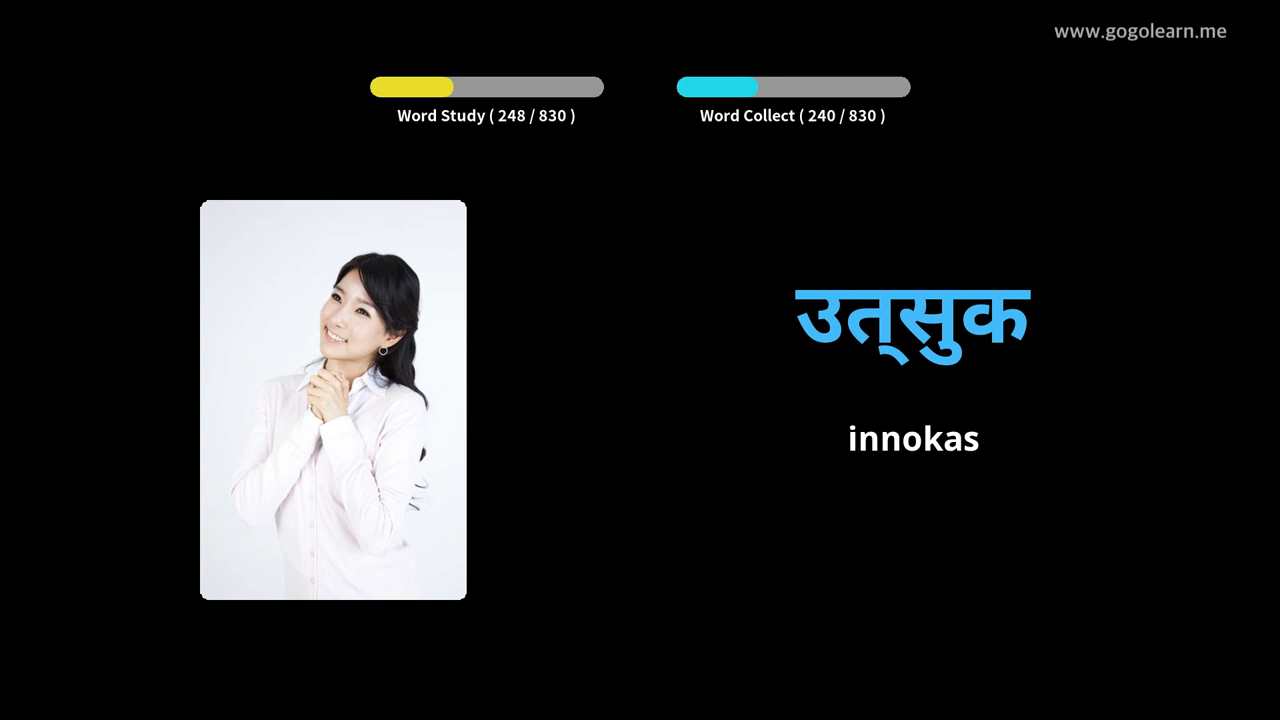 www.gogolearn.me
Word Study ( 248 / 830 )
Word Collect ( 240 / 830 )
उत्‌सुक
innokas